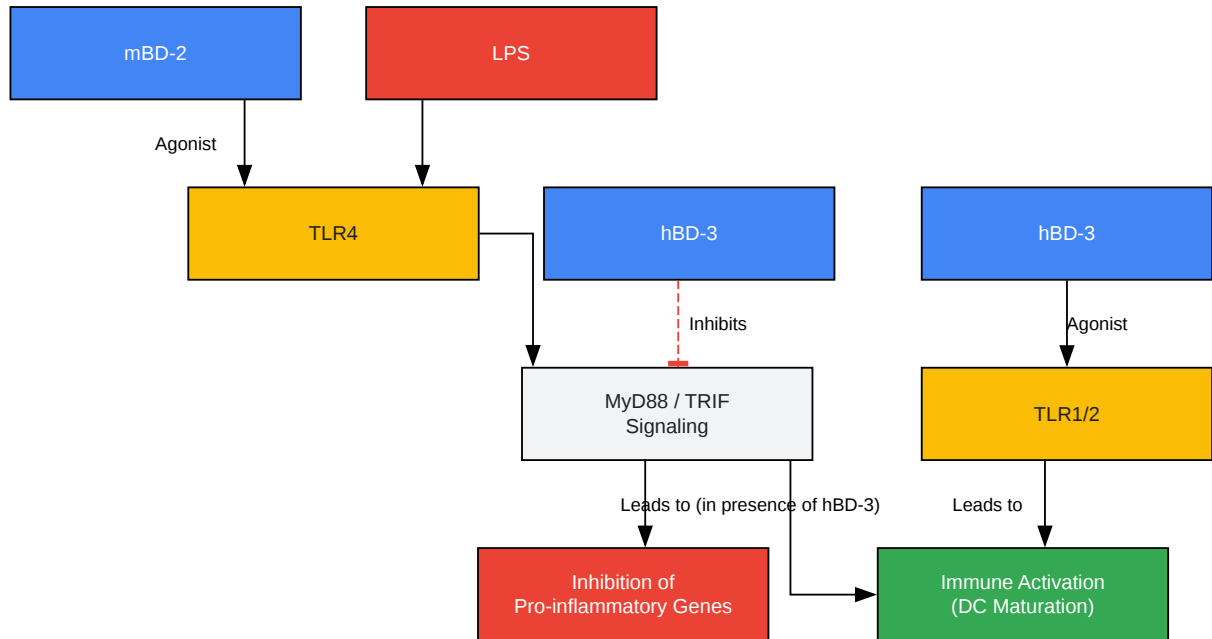 mBD-2
LPS
Agonist
TLR4
hBD-3
hBD-3
Inhibits
Agonist
MyD88 / TRIF
Signaling
TLR1/2
Leads to (in presence of hBD-3)
Leads to
Inhibition of
Pro-inflammatory Genes
Immune Activation
(DC Maturation)